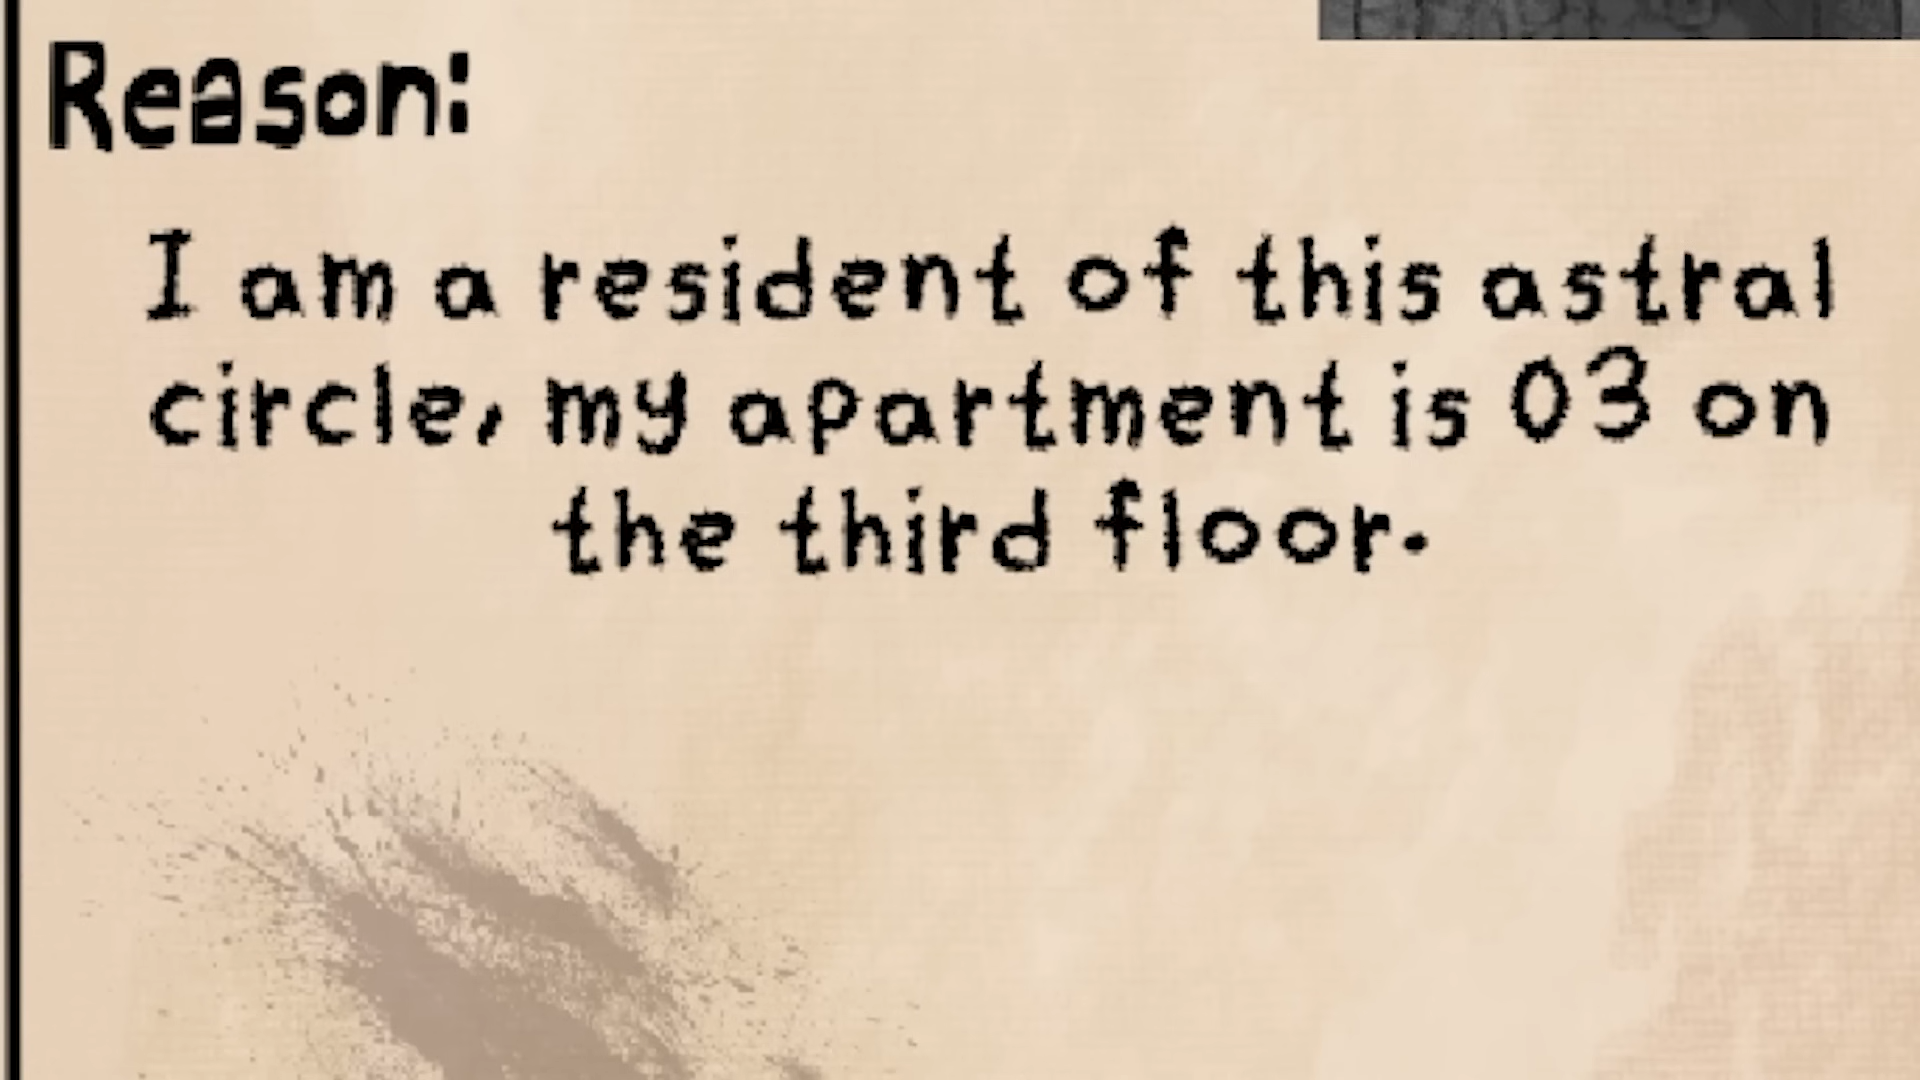 Reason:
I am a resident of this astral
circle, my apartment is 03 on
the third floor.